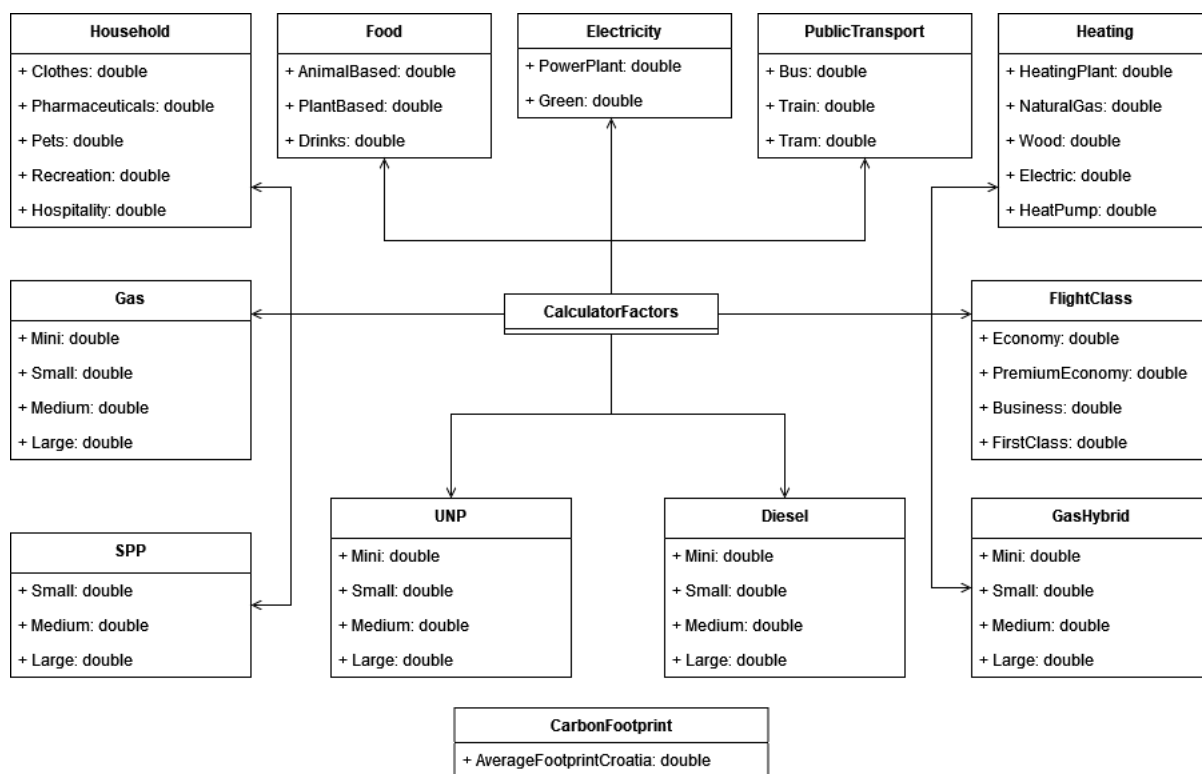 Household
+ Clothes: double
+ Pharmaceuticals: double
+ Pets: double
+ Recreation: double
+ Hospitality: double
Food
+ AnimalBased: double
+ PlantBased: double
+ Drinks: double
Electricity
+ PowerPlant: double
+ Green: double
PublicTransport
+ Bus: double
+ Train: double
+ Tram: double
Heating
+ HeatingPlant: double
+ NaturalGas: double
+ Wood: double
+ Electric: double
+ HeatPump: double
Gas
+ Mini: double
+ Small: double
+ Medium: double
+ Large: double
CalculatorFactors
FlightClass
+ Economy: double
+ PremiumEconomy: double
+ Business: double
+ FirstClass: double
SPP
+ Small: double
+ Medium: double
+ Large: double
UNP
+ Mini: double
+ Small: double
+ Medium: double
+ Large: double
Diesel
+ Mini: double
+ Small: double
+ Medium: double
+ Large: double
GasHybrid
+ Mini: double
+ Small: double
+ Medium: double
+ Large: double
CarbonFootprint
+ AverageFootprintCroatia: double